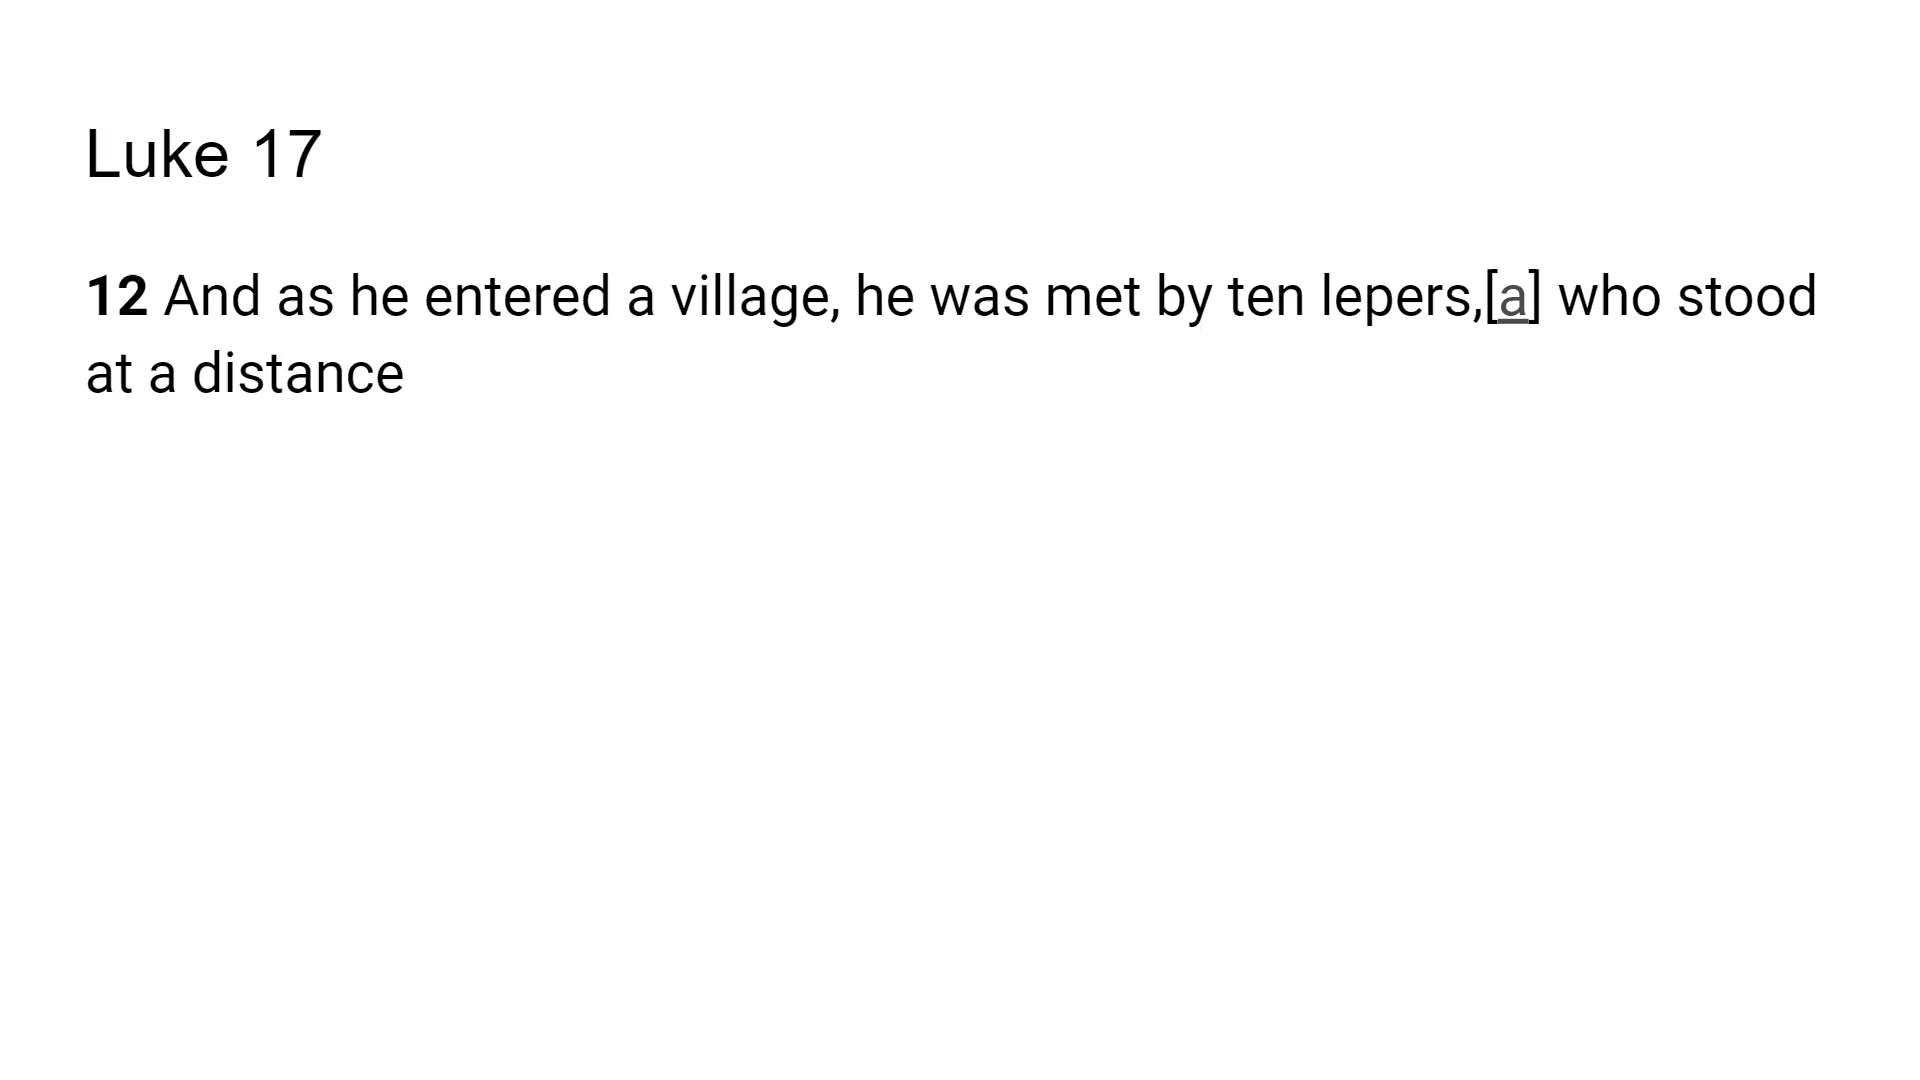 Luke 17
12 And as he entered a village, he was met by ten lepers,[a] who stood
at a distance